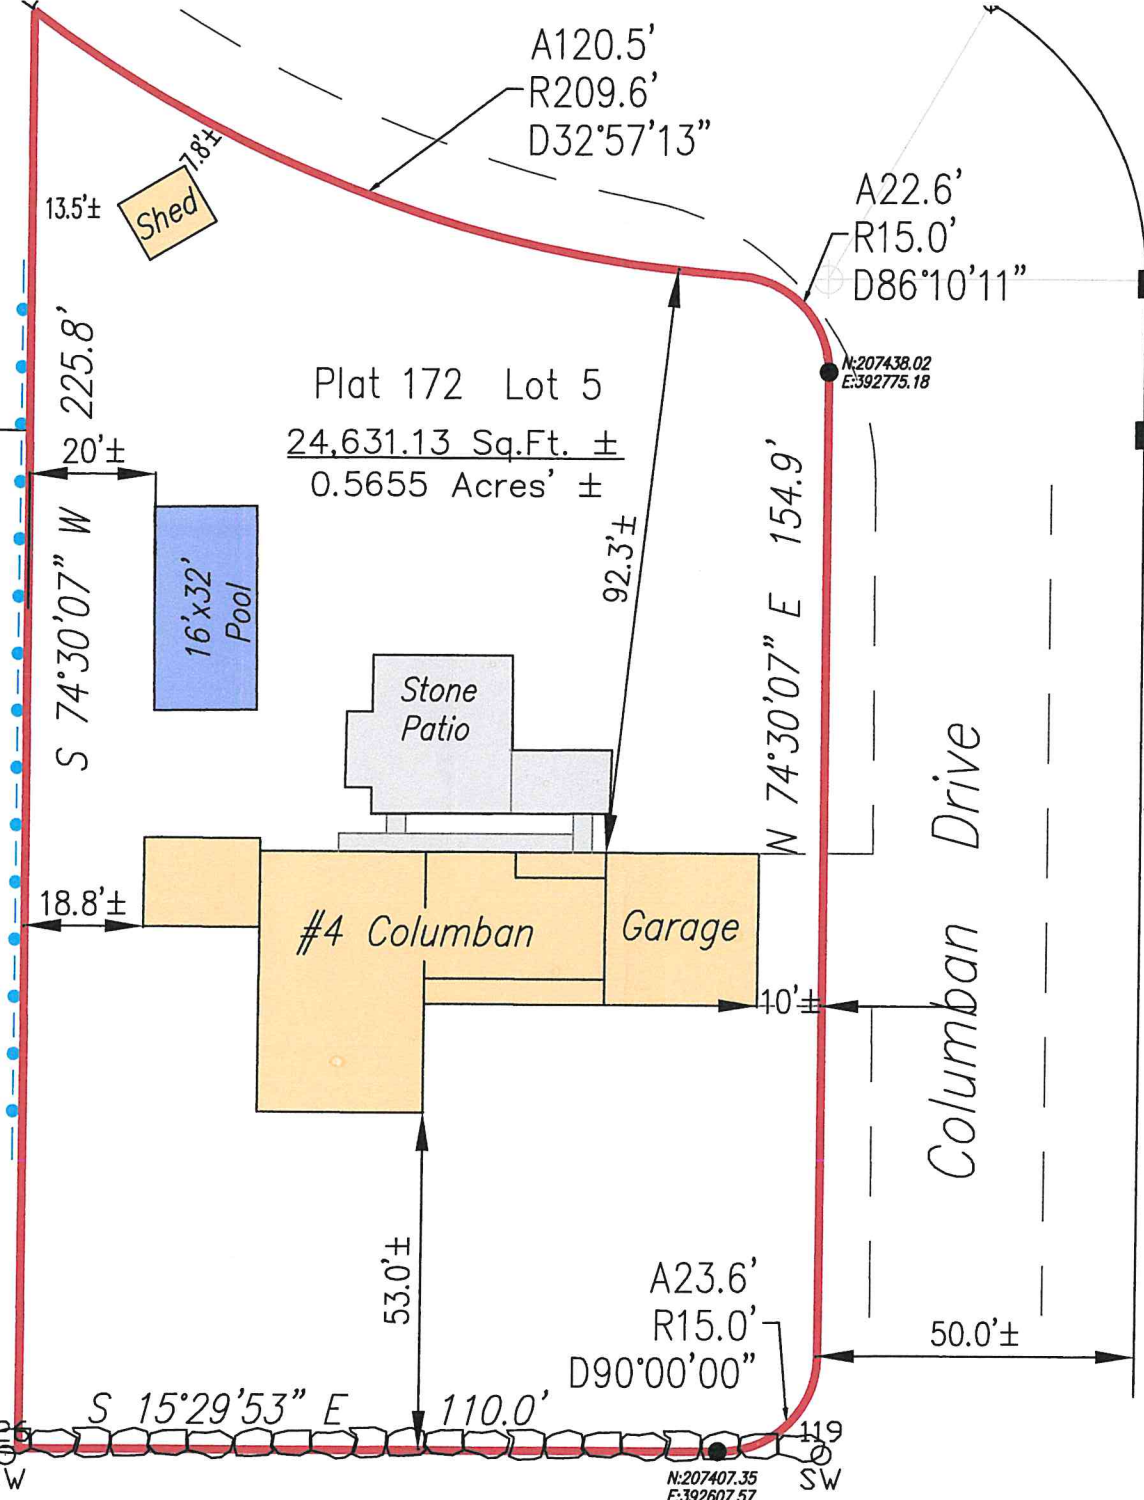 A120.5'
R209.6'
D32°57'13"
7.8'±
13.5'±
Shed
A22.6'
R15.0'
D86°10'11"
N:207438.02
E:392775.18
Plat 172 Lot 5
24,631.13 Sq.Ft. ±
0.5655 Acres' ±
S 74°30'07" W 225.8'
20'±
16'x32'
Pool
92.3'±
N 74°30'07" E 154.9'
Stone
Patio
Columban Drive
18.8'±
#4 Columban
Garage
10'±
53.0'±
A23.6'
R15.0'
D90°00'00"
50.0'±
S 15°29'53" E 110.0'
119
W
SW
N:207407.35
E:392607.57